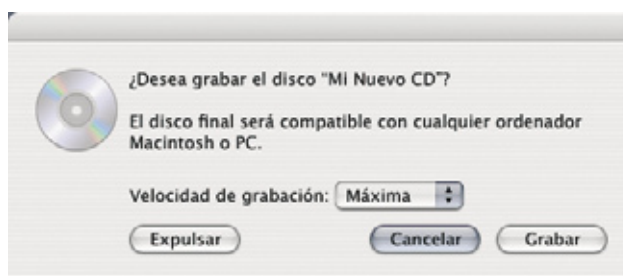 ¿Desea grabar el disco "Mi Nuevo CD"?
El disco final será compatible con cualquier ordenador
Macintosh o PC.
Velocidad de grabación: Máxima
Expulsar Cancelar Grabar